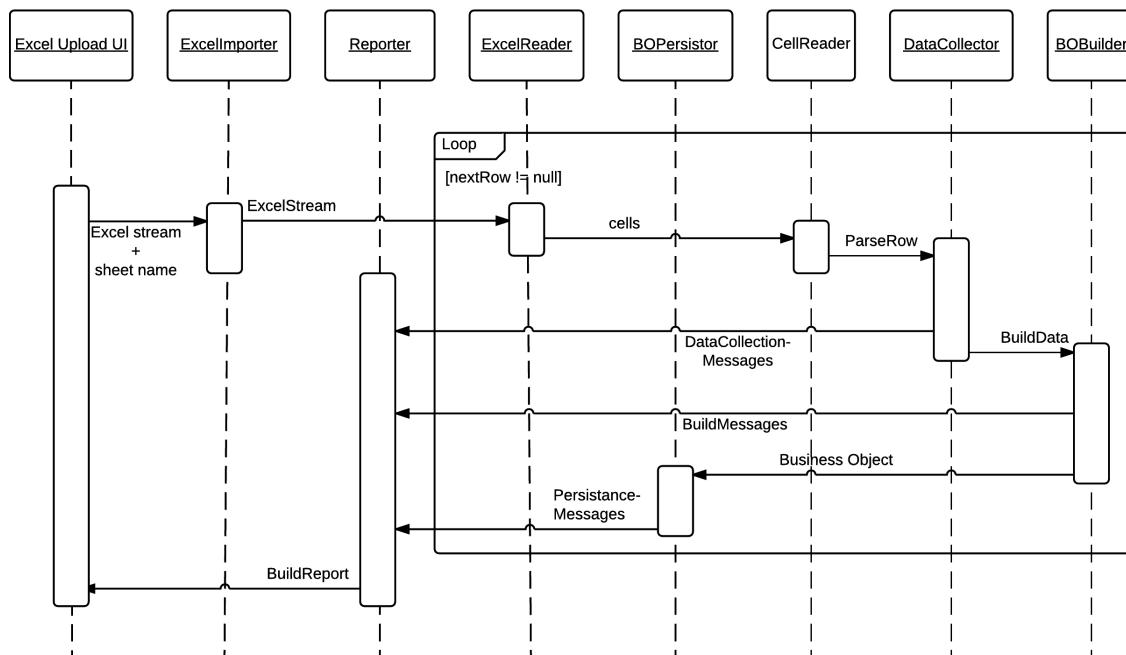 Excel Upload UI
ExcelImporter
Reporter
ExcelReader
BOPersistor
CellReader
DataCollector
BOBuilder
Loop
[nextRow != null]
ExcelStream
Excel stream
+
sheet name
cells
ParseRow
DataCollection-
Messages
BuildData
BuildMessages
Business Object
Persistance-
Messages
BuildReport